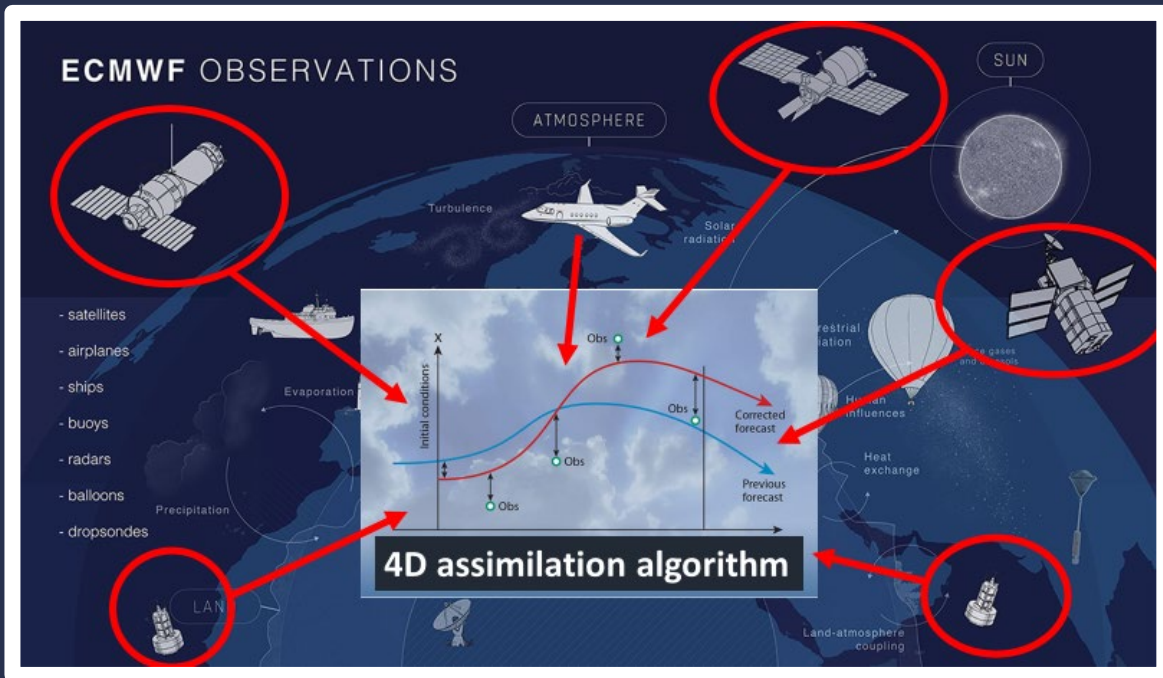 ECMWF OBSERVATIONS
SUN
ATMOSPHERE
Turbulence
Solar
radiation
- satellites
- airplanes
- ships
- buoys
- radars
- balloons
- dropsondes
Evaporation
Precipitation
X
Initial conditions
Obs
Obs
Obs
Obs
Corrected
forecast
Previous
forecast
4D assimilation algorithm
influences
Heat
exchange
Land-atmosphere
coupling